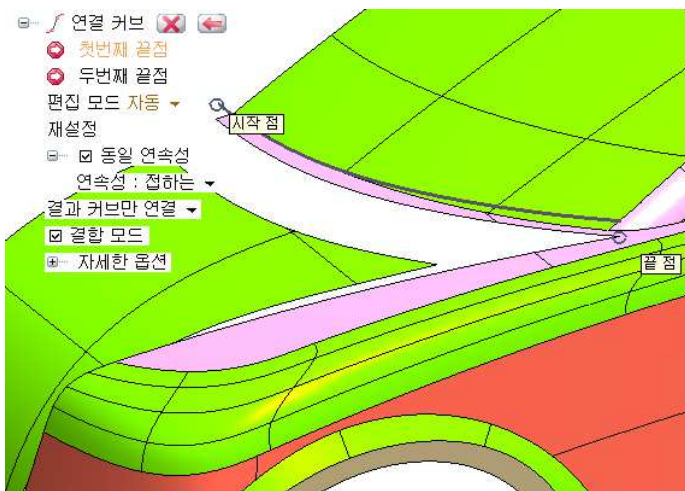 연결 커브
첫번째 끝점
두번째 끝점
편집 모드 자동
재설정
동일 연속성
연속성 : 접하는
결과 커브만 연결
결합 모드
자세한 옵션
시작 점
끝 점